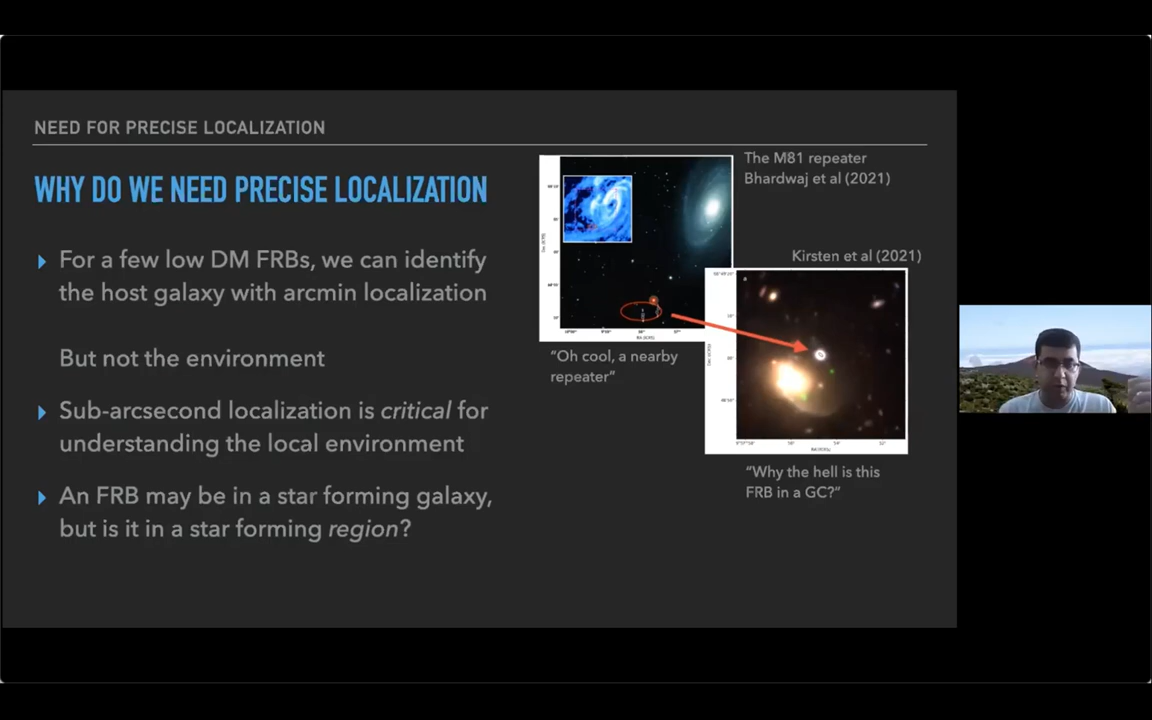 NEED FOR PRECISE LOCALIZATION
WHY DO WE NEED PRECISE LOCALIZATION
For a few low DM FRBs, we can identify
the host galaxy with arcmin localization
But not the environment
Sub-arcsecond localization is critical for
understanding the local environment
An FRB may be in a star forming galaxy,
but is it in a star forming region?
The M81 repeater
Bhardwaj et al (2021)
Kirsten et al (2021)
"Oh cool, a nearby
repeater"
"Why the hell is this
FRB in a GC?"